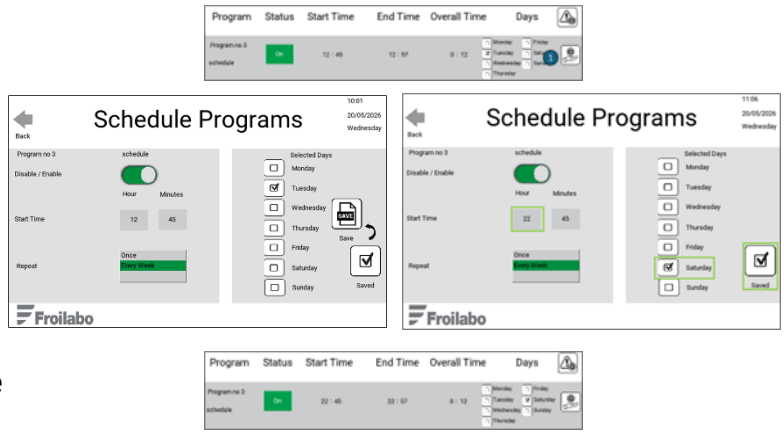 Program Status Start Time End Time Overall Time Days
Program no 3
schedule
On 12 : 45 12 : 57 0 : 12
Monday Friday
Tuesday
Wednesday
Thursday
1
10:01
20/05/2026
Wednesday
Schedule Programs
Back
Program no 3 schedule
Disable / Enable
Hour Minutes
Start Time 12 45
Repeat
Once
Every Week
Selected Days
Monday
Tuesday
Wednesday
Thursday
Friday
Saturday
Sunday
SAVE
Save
Saved
Froilabo
11:06
20/05/2026
Wednesday
Schedule Programs
Back
Program no 3 schedule
Disable / Enable
Hour Minutes
Start Time 22 45
Repeat
Once
Every Week
Selected Days
Monday
Tuesday
Wednesday
Thursday
Friday
Saturday
Sunday
Saved
Froilabo
e
Program Status Start Time End Time Overall Time Days
Program no 3
schedule
On 22 : 45 22 : 57 0 : 12
Monday Friday
Tuesday Saturday
Wednesday Sunday
Thursday